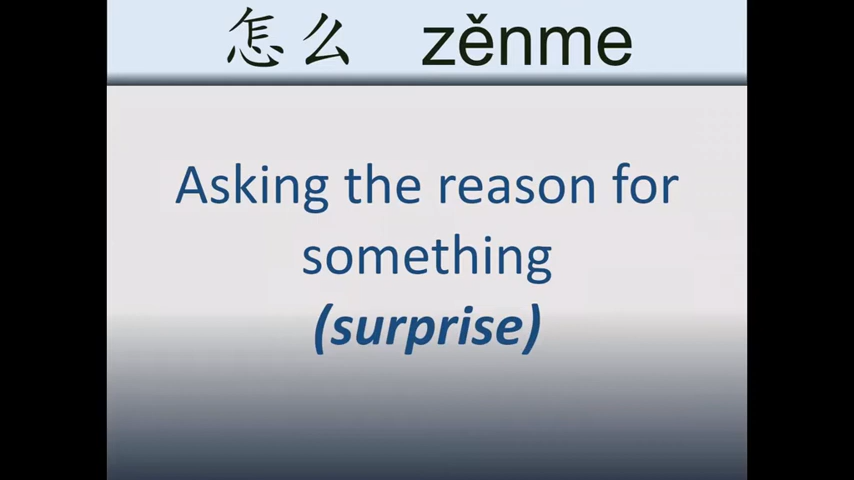 怎么 zěnme
Asking the reason for
something
(surprise)